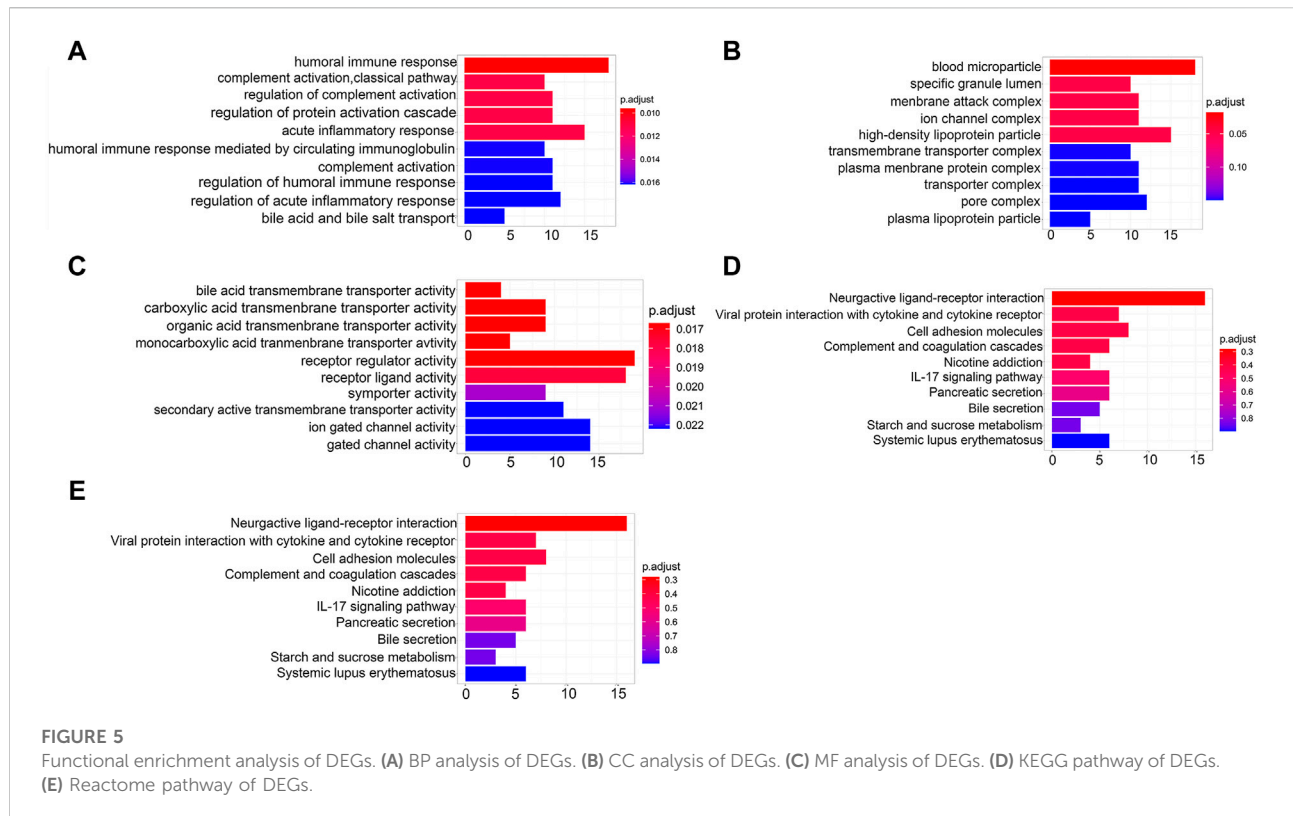 A
humoral immune response
complement activation,classical pathway
regulation of complement activation
regulation of protein activation cascade
acute inflammatory response
humoral immune response mediated by circulating immunoglobulin
complement activation
regulation of humoral immune response
regulation of acute inflammatory response
bile acid and bile salt transport
0 5 10 15
p.adjust
0.010
0.012
0.014
0.016
B
blood microparticle
specific granule lumen
menbrane attack complex
ion channel complex
high-density lipoprotein particle
transmembrane transporter complex
plasma menbrane protein complex
transporter complex
pore complex
plasma lipoprotein particle
0 5 10 15
p.adjust
0.05
0.10
C
bile acid transmenbrane transporter activity
carboxylic acid transmenbrane transporter activity
organic acid transmenbrane transporter activity
monocarboxylic acid tranmenbrane transporter avtivity
receptor regulator activity
receptor ligand activity
symporter activity
secondary active transmembrane transporter activity
ion gated channel activity
gated channel activity
0 5 10 15
p.adjust
0.017
0.018
0.019
0.020
0.021
0.022
D
Neurgactive ligand-receptor interaction
Viral protein interaction with cytokine and cytokine receptor
Cell adhesion molecules
Complement and coagulation cascades
Nicotine addiction
IL-17 signaling pathway
Pancreatic secretion
Bile secretion
Starch and sucrose metabolism
Systemic lupus erythematosus
0 5 10 15
p.adjust
0.3
0.4
0.5
0.6
0.7
0.8
E
Neurgactive ligand-receptor interaction
Viral protein interaction with cytokine and cytokine receptor
Cell adhesion molecules
Complement and coagulation cascades
Nicotine addiction
IL-17 signaling pathway
Pancreatic secretion
Bile secretion
Starch and sucrose metabolism
Systemic lupus erythematosus
0 5 10 15
p.adjust
0.3
0.4
0.5
0.6
0.7
0.8
FIGURE 5
Functional enrichment analysis of DEGs. (A) BP analysis of DEGs. (B) CC analysis of DEGs. (C) MF analysis of DEGs. (D) KEGG pathway of DEGs.
(E) Reactome pathway of DEGs.